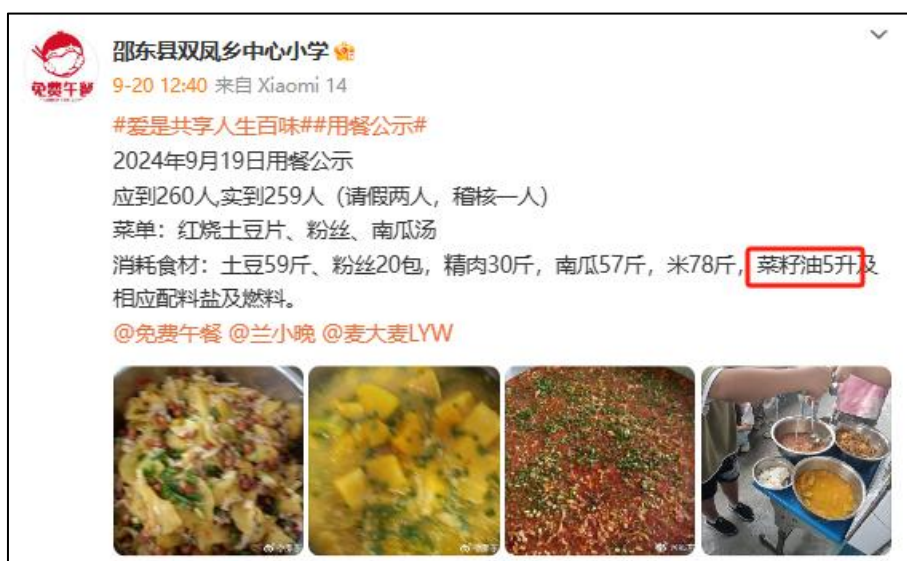 邵东县双凤乡中心小学
免费午餐
9-20 12:40 来自 Xiaomi 14
#爱是共享人生百味##用餐公示#
2024年9月19日用餐公示
应到260人,实到259人（请假两人，稽核一人）
菜单：红烧土豆片、粉丝、南瓜汤
消耗食材：土豆59斤、粉丝20包，精肉30斤，南瓜57斤，米78斤，菜籽油5升及
相应配料盐及燃料。
@免费午餐 @兰小晚 @麦大麦LYW